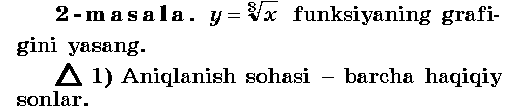 2-masala. y = ∛x funksiyaning grafi-
gini yasang.
△ 1) Aniqlanish sohasi – barcha haqiqiy
sonlar.